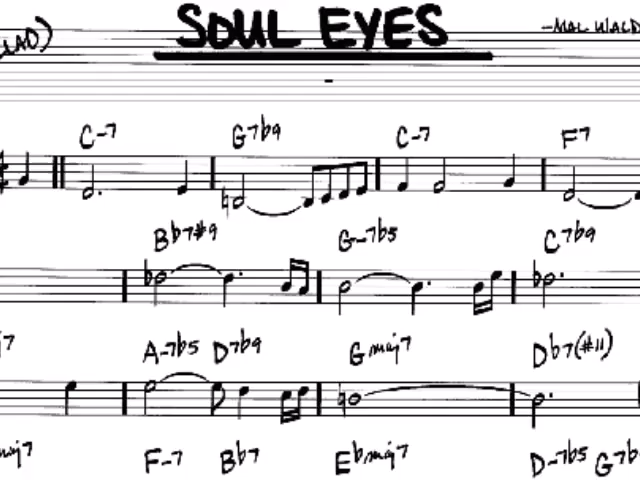 SOUL EYES
-MAL WALD
C-7 G7b9 C-7 F7
Bb7#9 G-7b5 C7b9
A-7b5 D7b9 Gmaj7 Db7(#11)
F-7 Bb7 Ebmaj7 D-7b5 G7b